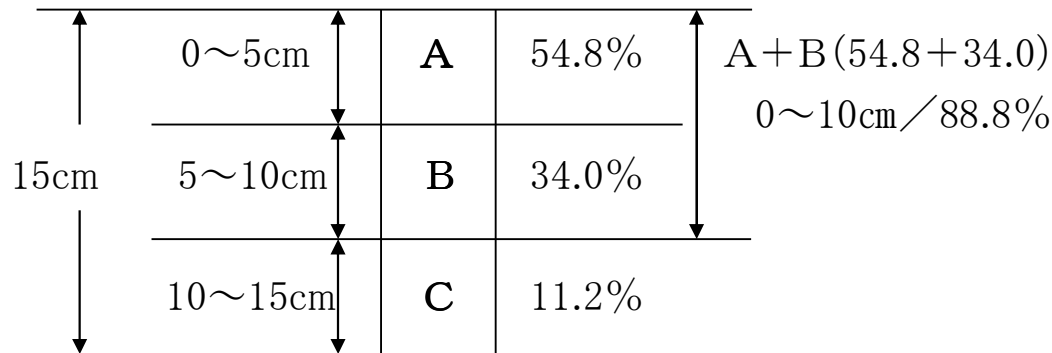 0～5cm A 54.8% A＋B(54.8＋34.0)
0～10cm／88.8%
15cm 5～10cm B 34.0%
10～15cm C 11.2%